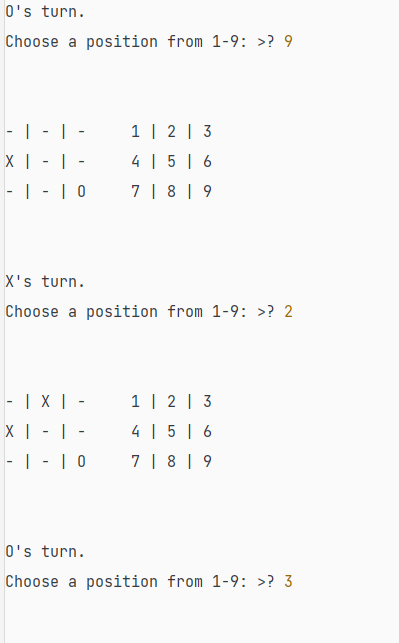 O's turn.
Choose a position from 1-9: >? 9
- | - | -     1 | 2 | 3
X | - | -     4 | 5 | 6
- | - | O     7 | 8 | 9
X's turn.
Choose a position from 1-9: >? 2
- | X | -     1 | 2 | 3
X | - | -     4 | 5 | 6
- | - | O     7 | 8 | 9
O's turn.
Choose a position from 1-9: >? 3